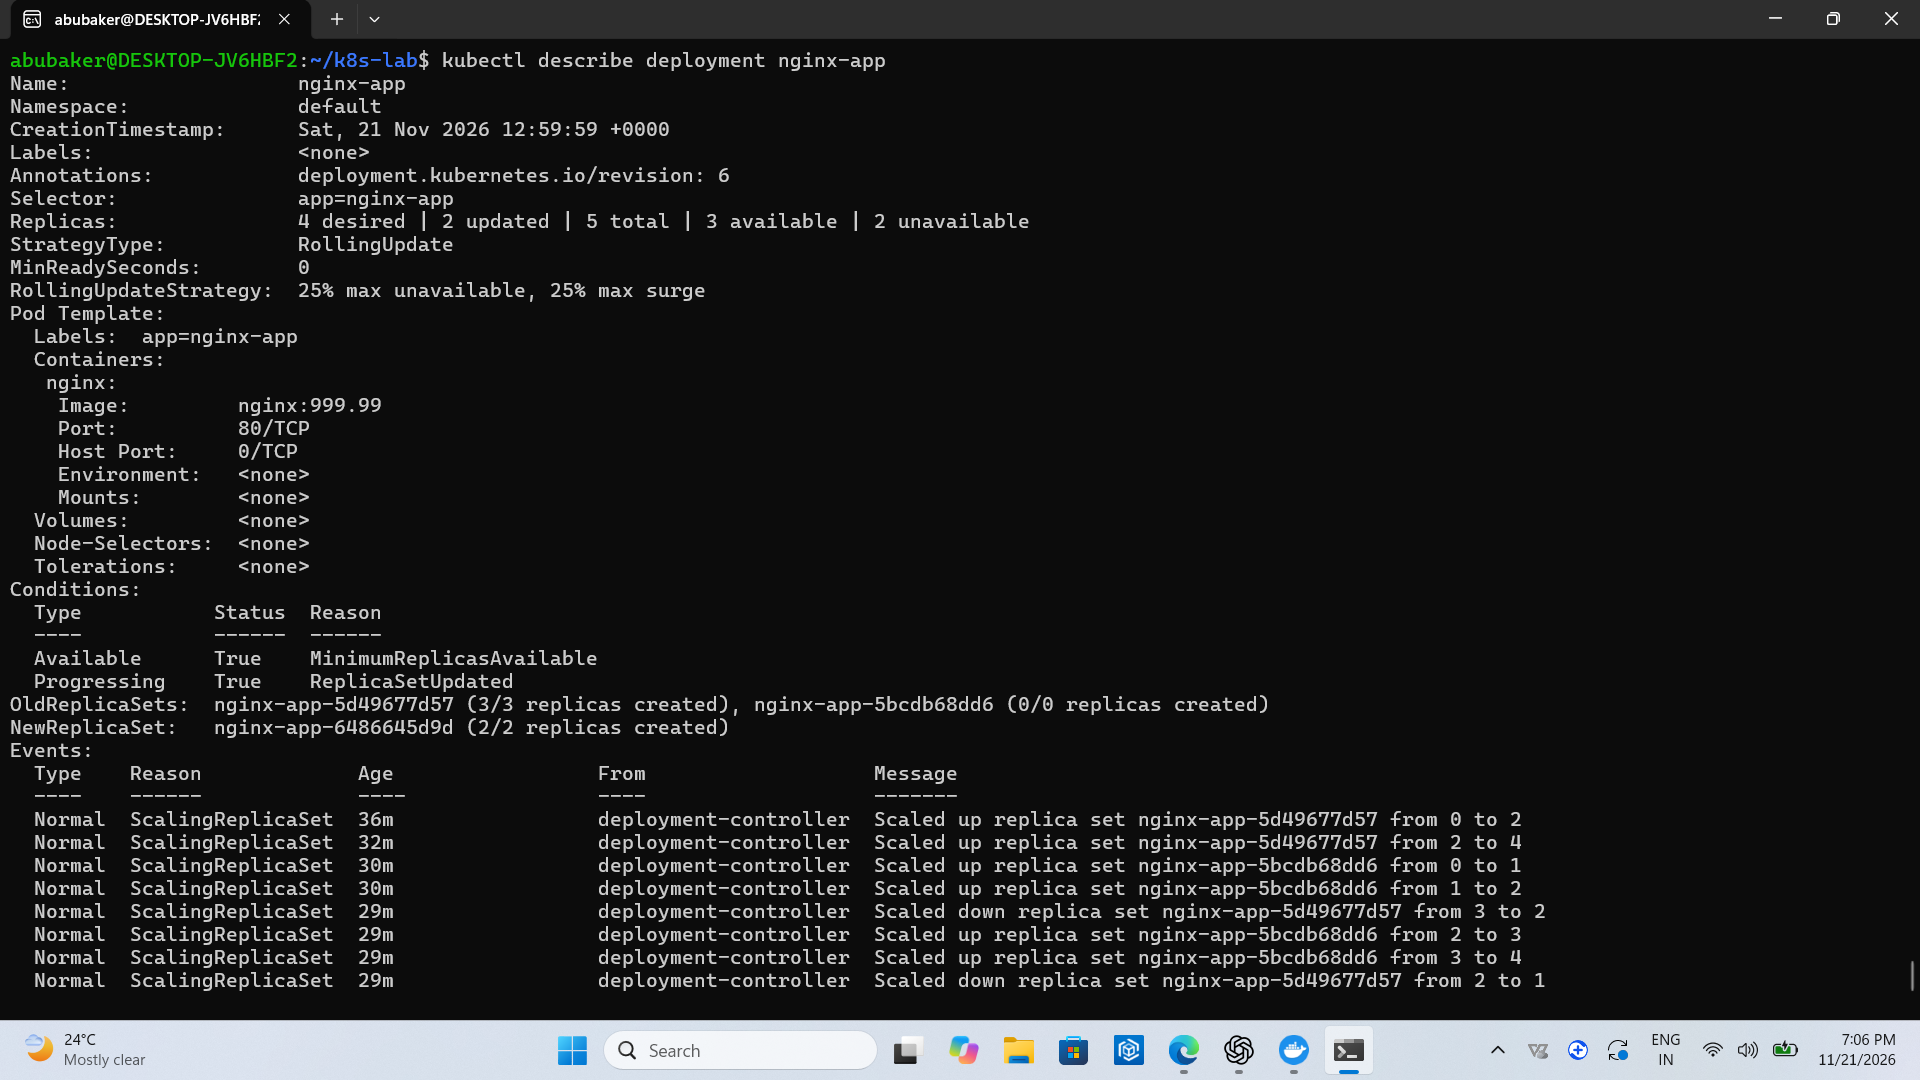 abubaker@DESKTOP-JV6HBF2
abubaker@DESKTOP-JV6HBF2:~/k8s-lab$ kubectl describe deployment nginx-app
Name:                   nginx-app
Namespace:              default
CreationTimestamp:      Sat, 21 Nov 2026 12:59:59 +0000
Labels:                 <none>
Annotations:            deployment.kubernetes.io/revision: 6
Selector:               app=nginx-app
Replicas:               4 desired | 2 updated | 5 total | 3 available | 2 unavailable
StrategyType:           RollingUpdate
MinReadySeconds:        0
RollingUpdateStrategy:  25% max unavailable, 25% max surge
Pod Template:
  Labels:  app=nginx-app
  Containers:
   nginx:
    Image:         nginx:999.99
    Port:          80/TCP
    Host Port:     0/TCP
    Environment:   <none>
    Mounts:        <none>
  Volumes:         <none>
  Node-Selectors:  <none>
  Tolerations:     <none>
Conditions:
  Type           Status  Reason
  ----           ------  ------
  Available      True    MinimumReplicasAvailable
  Progressing    True    ReplicaSetUpdated
OldReplicaSets:  nginx-app-5d49677d57 (3/3 replicas created), nginx-app-5bcdb68dd6 (0/0 replicas created)
NewReplicaSet:   nginx-app-6486645d9d (2/2 replicas created)
Events:
  Type    Reason             Age                 From                   Message
  ----    ------             ----                ----                   -------
  Normal  ScalingReplicaSet  36m                 deployment-controller  Scaled up replica set nginx-app-5d49677d57 from 0 to 2
  Normal  ScalingReplicaSet  32m                 deployment-controller  Scaled up replica set nginx-app-5d49677d57 from 2 to 4
  Normal  ScalingReplicaSet  30m                 deployment-controller  Scaled up replica set nginx-app-5bcdb68dd6 from 0 to 1
  Normal  ScalingReplicaSet  30m                 deployment-controller  Scaled up replica set nginx-app-5bcdb68dd6 from 1 to 2
  Normal  ScalingReplicaSet  29m                 deployment-controller  Scaled down replica set nginx-app-5d49677d57 from 3 to 2
  Normal  ScalingReplicaSet  29m                 deployment-controller  Scaled up replica set nginx-app-5bcdb68dd6 from 2 to 3
  Normal  ScalingReplicaSet  29m                 deployment-controller  Scaled up replica set nginx-app-5bcdb68dd6 from 3 to 4
  Normal  ScalingReplicaSet  29m                 deployment-controller  Scaled down replica set nginx-app-5d49677d57 from 2 to 1
24°C
Mostly clear
Search
ENG
IN
7:06 PM
11/21/2026